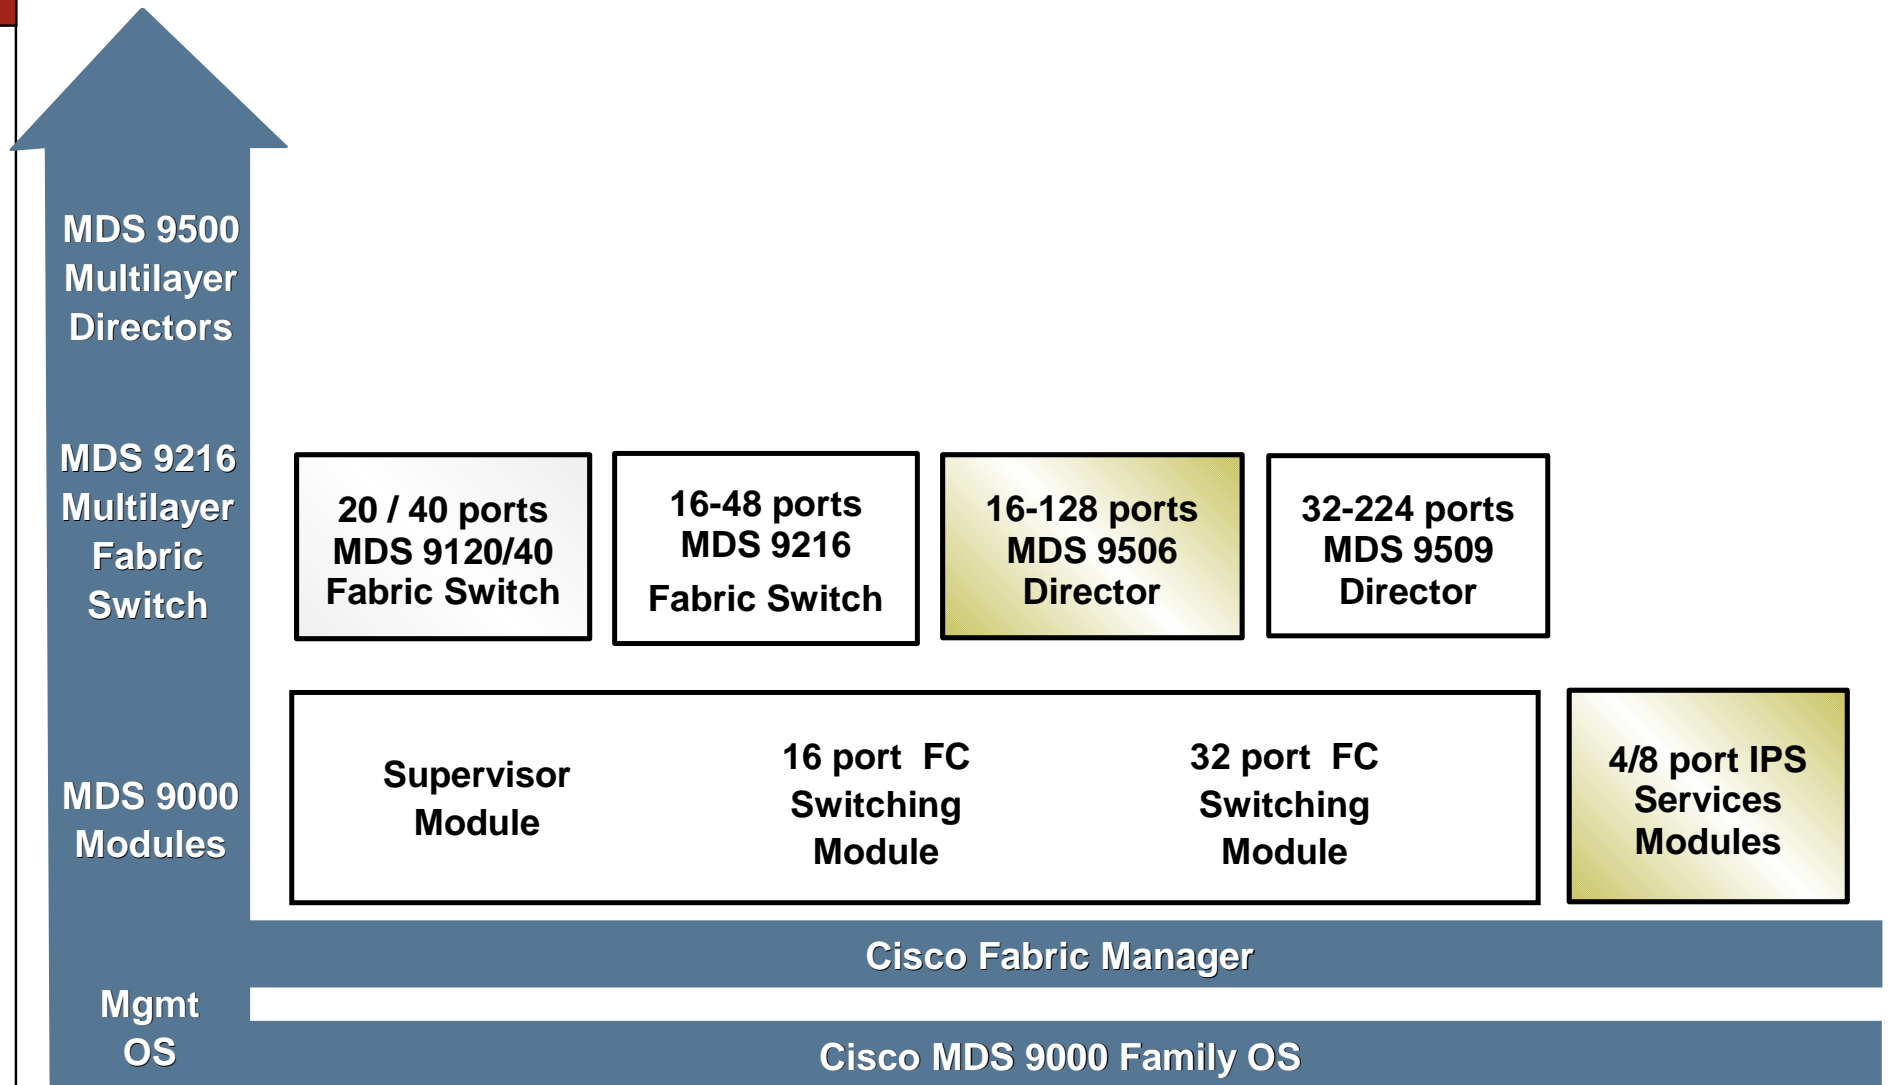 MDS 9500
Multilayer
Directors
MDS 9216
Multilayer
Fabric
Switch
20 / 40 ports
MDS 9120/40
Fabric Switch
16-48 ports
MDS 9216
Fabric Switch
16-128 ports
MDS 9506
Director
32-224 ports
MDS 9509
Director
MDS 9000
Modules
Supervisor
Module
16 port  FC
Switching
Module
32 port  FC
Switching
Module
4/8 port IPS
Services
Modules
Cisco Fabric Manager
Mgmt
OS
Cisco MDS 9000 Family OS